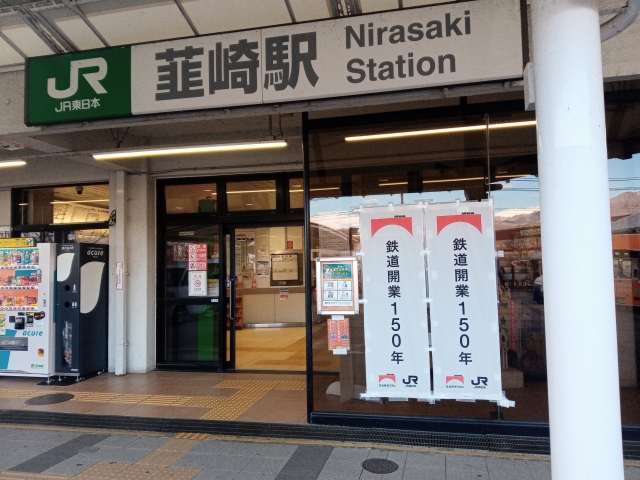 JR
JR東日本
韮崎駅
Nirasaki
Station
acure
acure
鉄道開業150年
JR
鉄道開業150年
JR